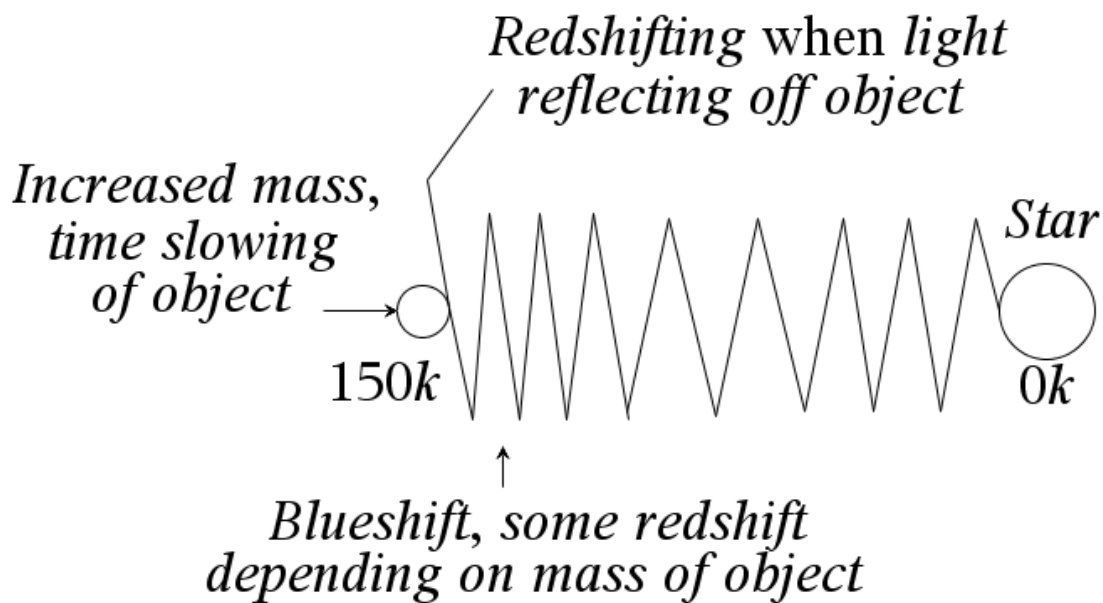 Redshifting when light
reflecting off object
Increased mass,
time slowing
of object
Star
150k
0k
Blueshift, some redshift
depending on mass of object